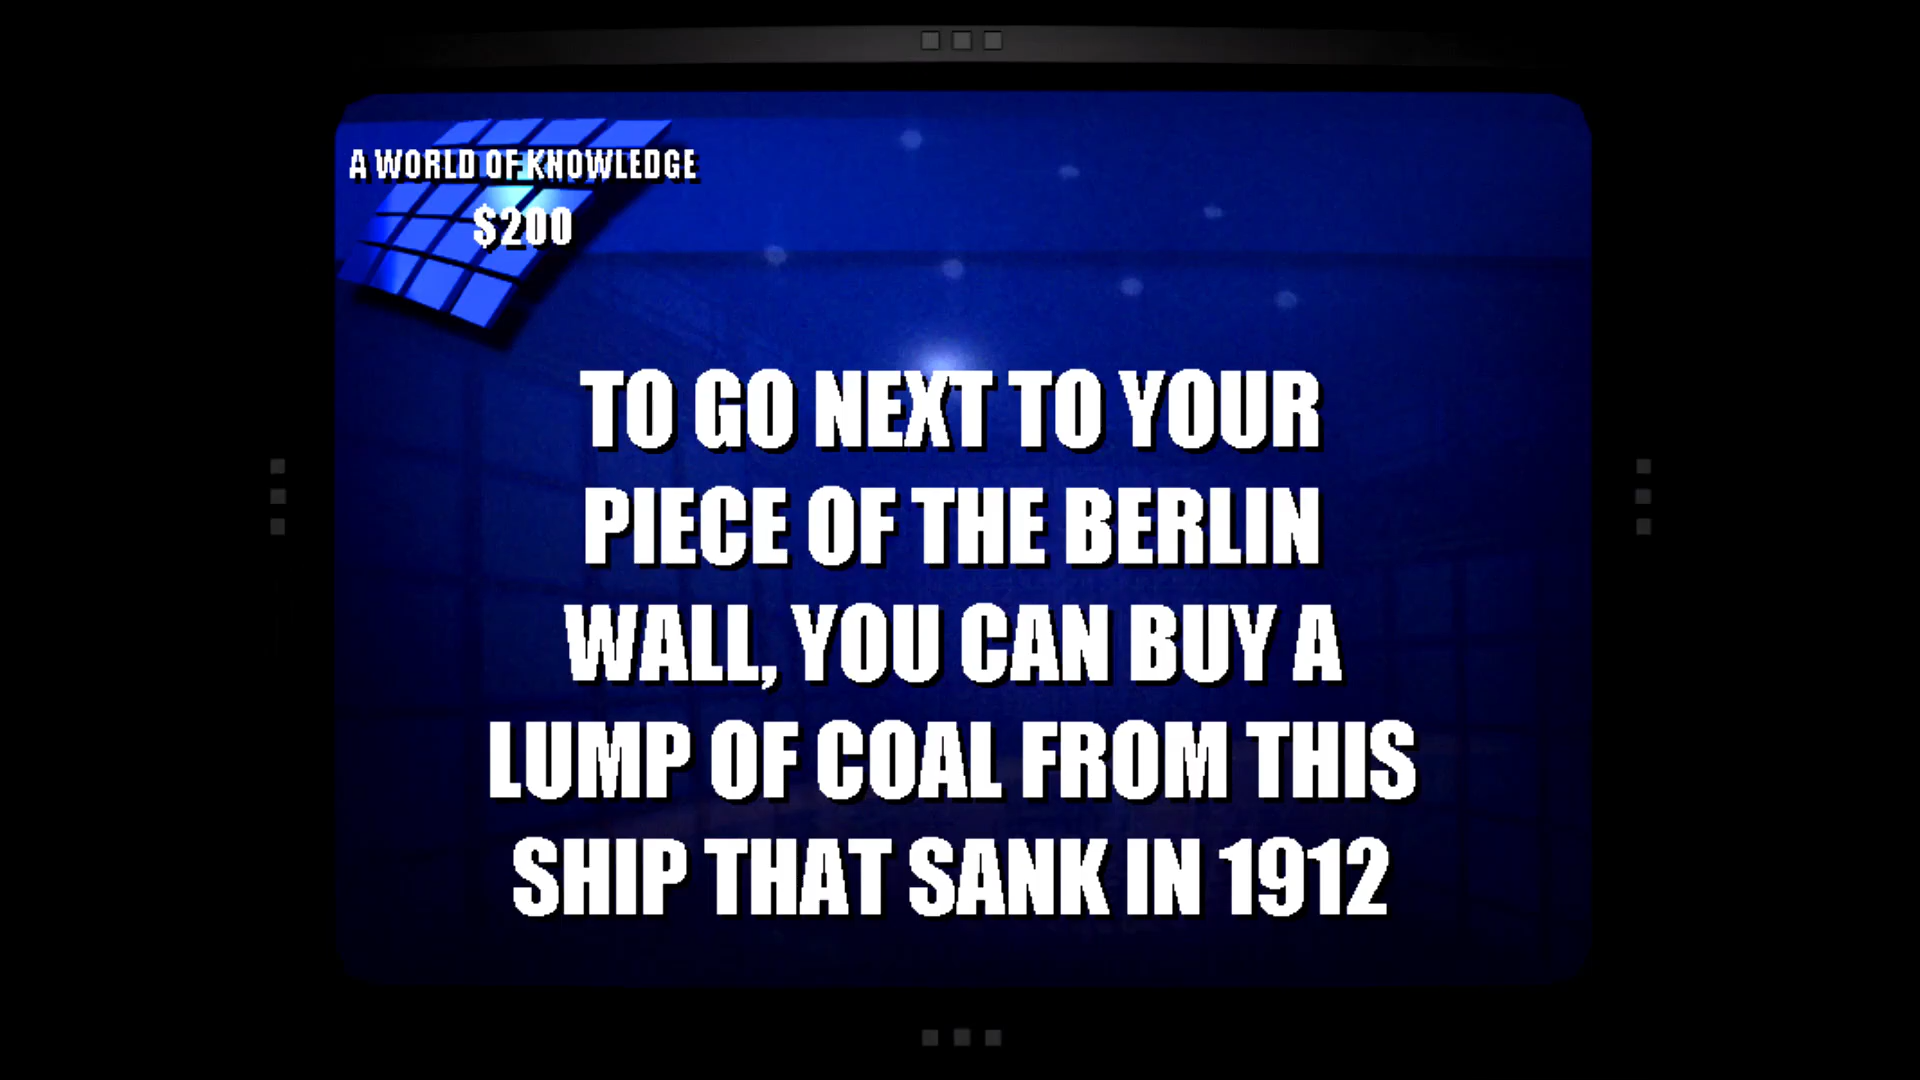 A WORLD OF KNOWLEDGE
$200
TO GO NEXT TO YOUR
PIECE OF THE BERLIN
WALL, YOU CAN BUY A
LUMP OF COAL FROM THIS
SHIP THAT SANK IN 1912